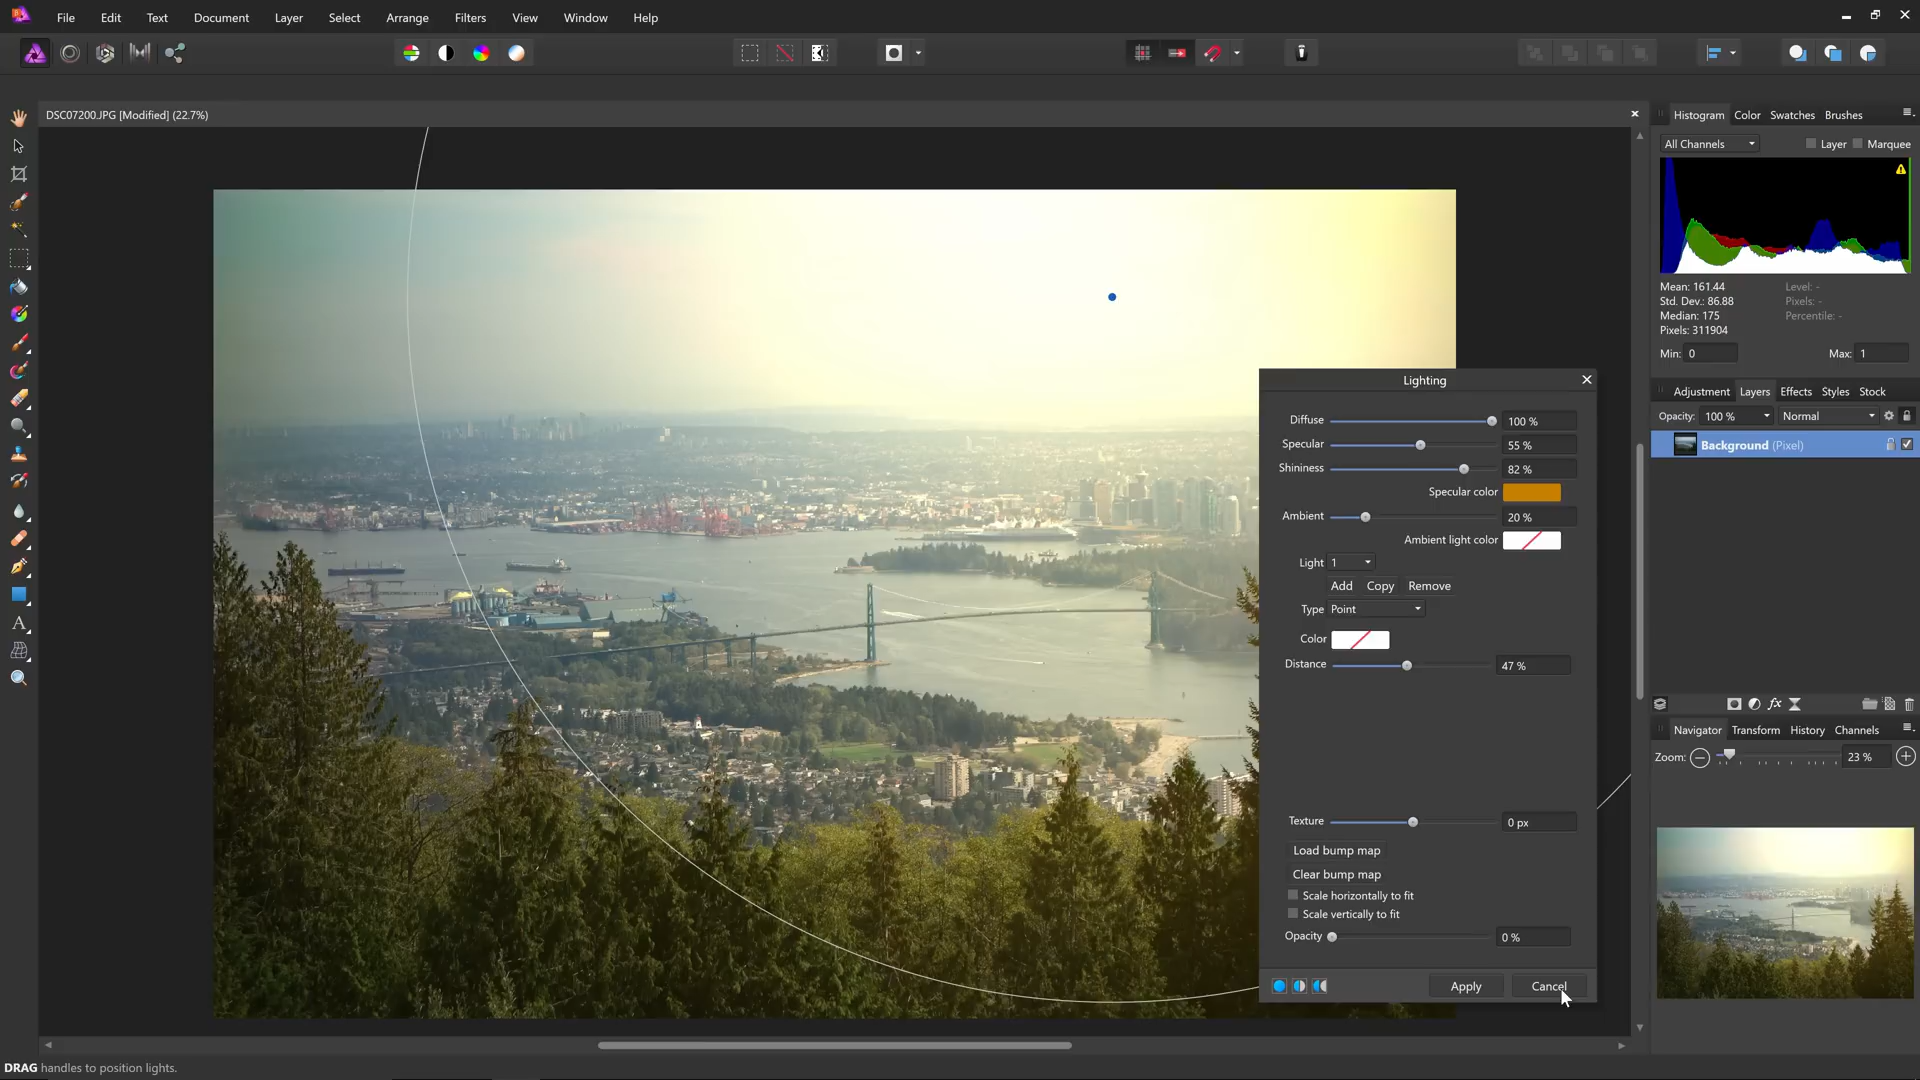 File Edit Text Document Layer Select Arrange Filters View Window Help
DSC07200.JPG [Modified] (22.7%)
Histogram Color Swatches Brushes
All Channels Layer Marquee
Mean: 161.44 Level: -
Std. Dev.: 86.88 Pixels: -
Median: 175 Percentile: -
Pixels: 311904
Min: 0 Max: 1
Adjustment Layers Effects Styles Stock
Opacity: 100 % Normal
Background (Pixel)
Navigator Transform History Channels
Zoom: 23 %
Lighting
Diffuse 100 %
Specular 55 %
Shininess 82 %
Specular color
Ambient 20 %
Ambient light color
Light 1
Add Copy Remove
Type Point
Color
Distance 47 %
Texture 0 px
Load bump map
Clear bump map
Scale horizontally to fit
Scale vertically to fit
Opacity 0 %
Apply Cancel
DRAG handles to position lights.